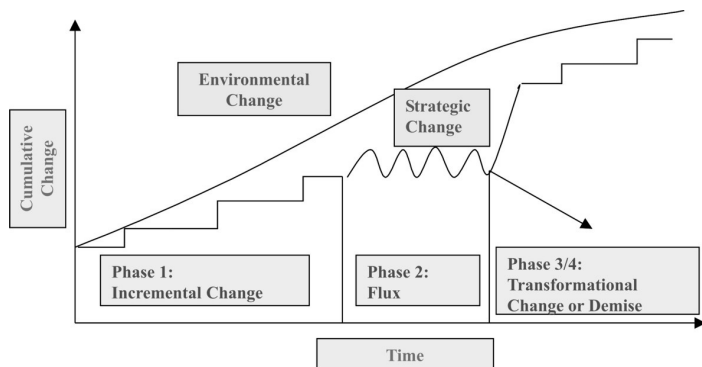 Environmental
Change
Strategic
Change
Cumulative
Change
Phase 1:
Incremental Change
Phase 2:
Flux
Phase 3/4:
Transformational
Change or Demise
Time